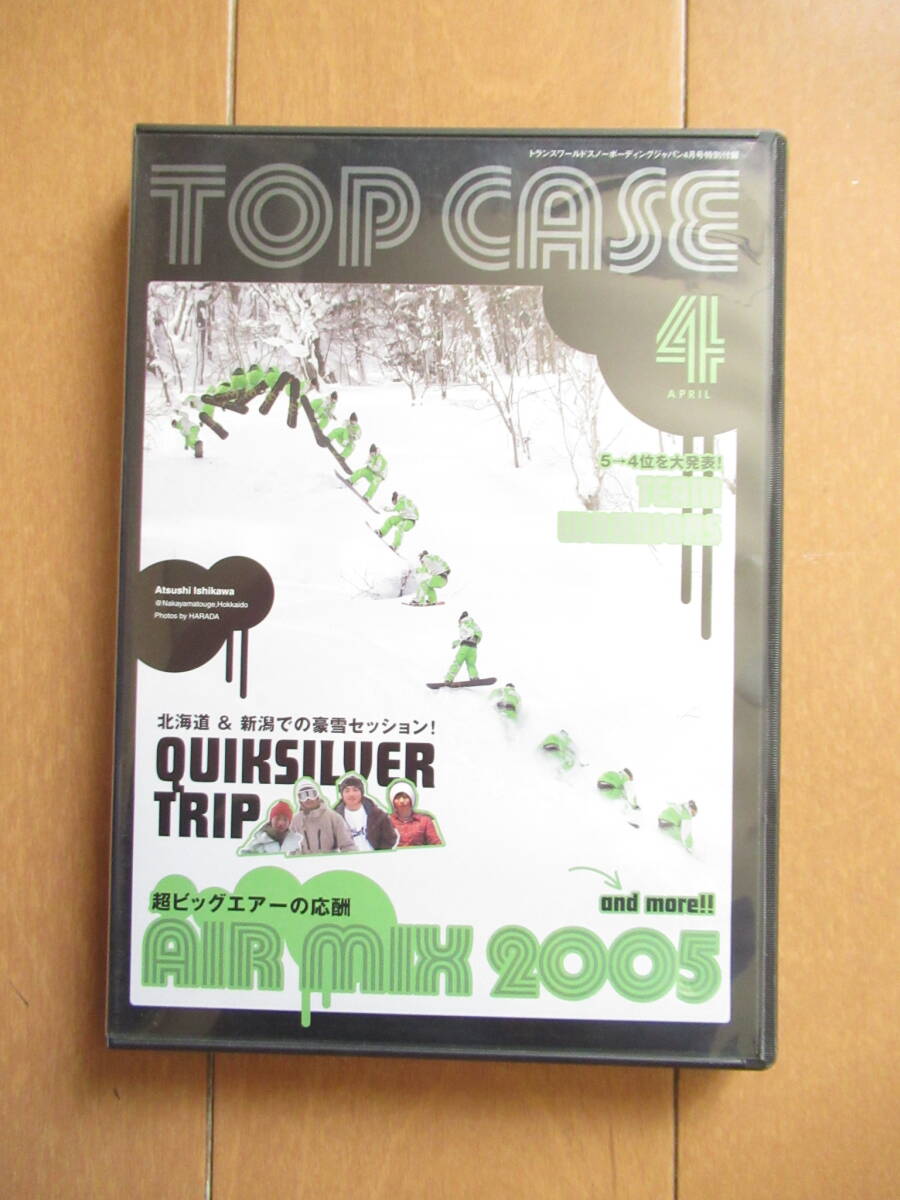 トランスワールドスノーボーディングジャパン4月号特別付録
TOP CASE
4
APRIL
5→4位を大発表!
TEAM
Atsushi Ishikawa
@Nakayamatouge,Hokkaido
Photos by HARADA
北海道 & 新潟での豪雪セッション!
QUIKSILVER
TRIP
and more!!
超ビッグエアーの応酬
AIR MIX 2005